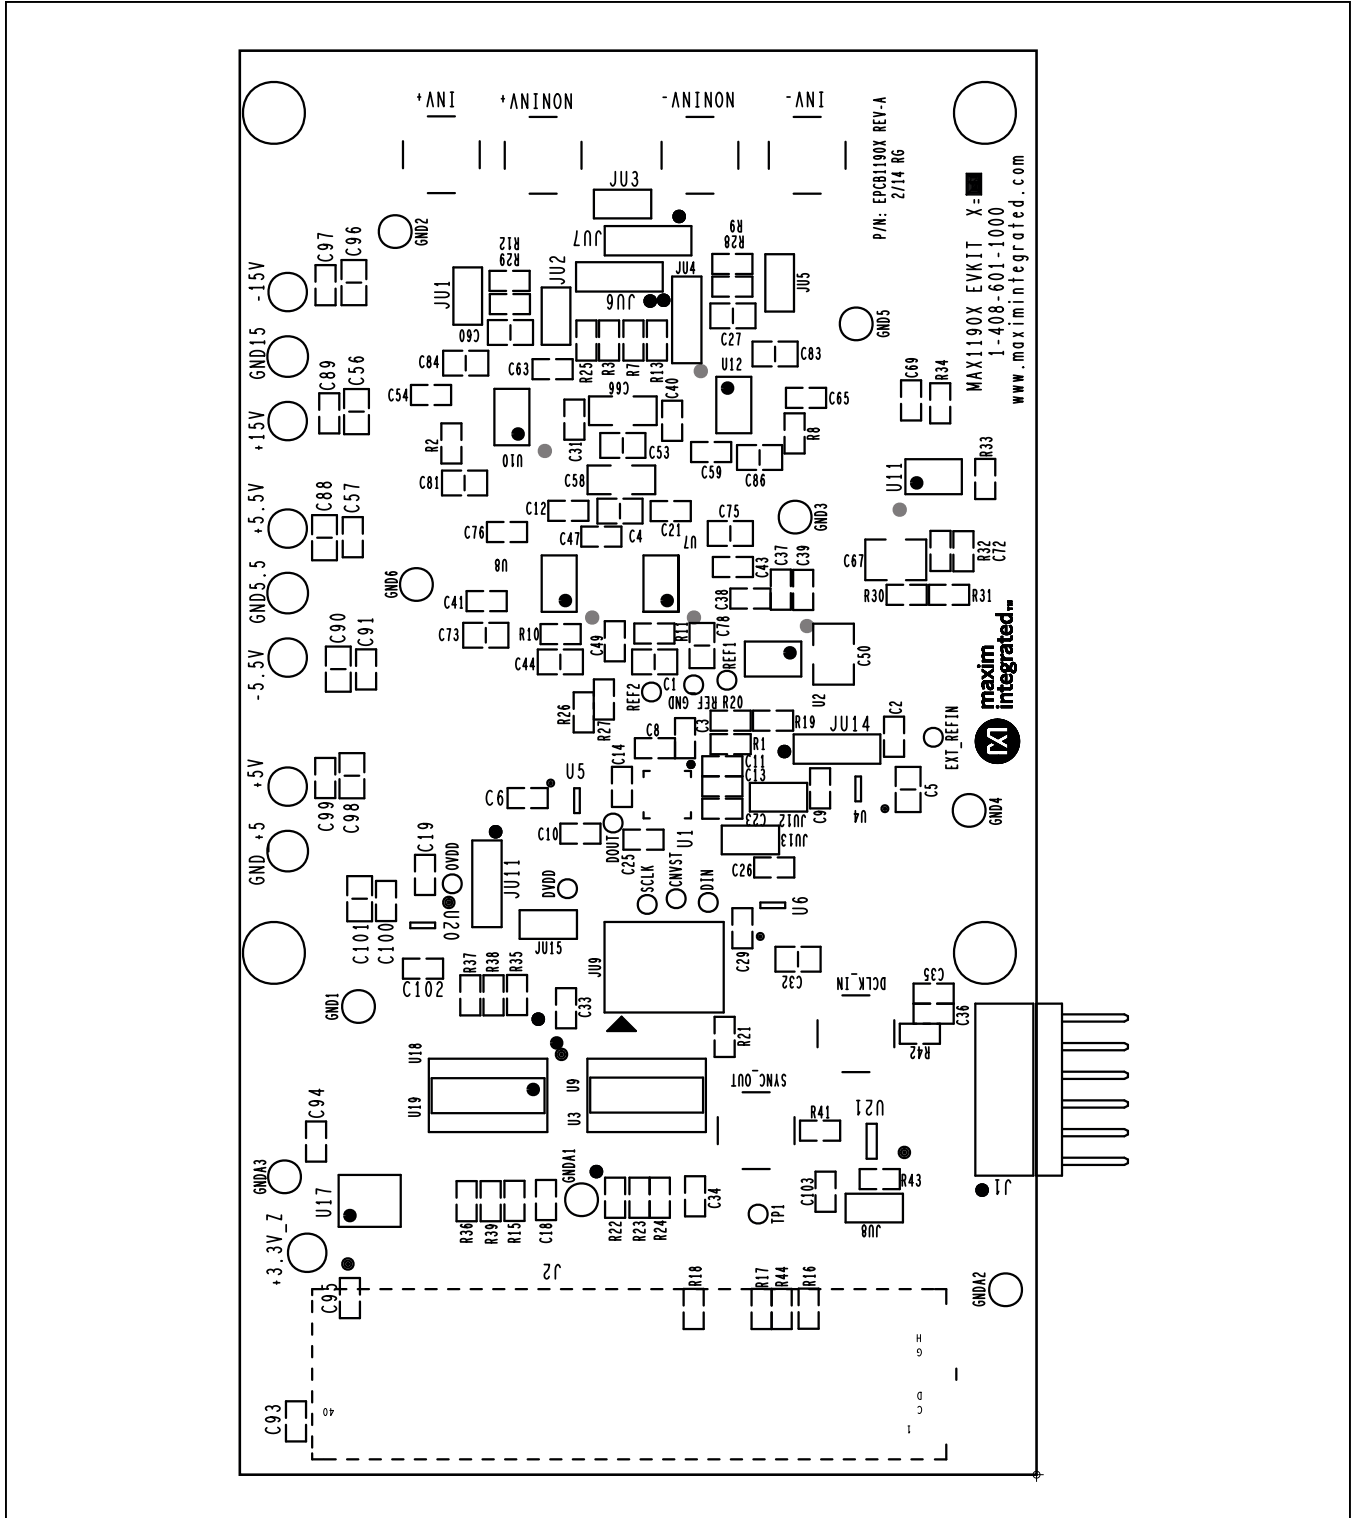 INV+
NONINV+
NONINV-
INV-
P/N: EPCB1190X REV-A
2/14 RG
MAX1190X EVKIT X=
1-408-601-1000
www.maximintegrated.com
JU3
JU7
R9
R28
R12
R29
GND2
C97
C96
-15V
JU1
JU2
JU6
JU4
JU5
GND15
C60
C27
GND5
C84
C63
R25
R3
R7
R13
U12
C83
C89
C56
C54
C66
C40
C65
C69
R34
+15V
R2
U10
C31
C53
C59
C86
R8
U11
R33
C81
C58
+5.5V
C88
C57
C76
C12
C47
C4
C21
U7
C75
GND3
C67
R32
C72
U8
C43
C37
C39
GND5.5
GND6
C41
C38
R30
R31
C73
R10
C49
R11
C78
C90
C91
-5.5V
C44
C1
REF1
C50
U2
maxim
integrated™
REF2
REF GND
R20
R26
R27
R19
JU14
C2
EXT_REFIN
C8
C3
R1
C11
C13
C14
+5V
U5
C6
C99
C98
C23
JU12
C9
U4
C5
GND4
C10
DOUT
C25
U1
JU13
GND +5
C19
OVDD
JU11
DVDD
SCLK
CNVST
DIN
C26
U6
U20
C101
C100
JU15
JU9
C29
C32
DCLK_IN
C35
C36
C102
R37
R38
R35
C33
GND1
R21
R42
U18
U19
U9
U3
SYNC_OUT
C94
R41
U21
GNDA3
U17
GNDA1
R43
J1
C103
JU8
R36
R39
R15
C18
R22
R23
R24
C34
TP1
+3.3V_Z
J2
C95
R18
R17
R44
R16
GNDA2
H
G
D
C
1
40
C93